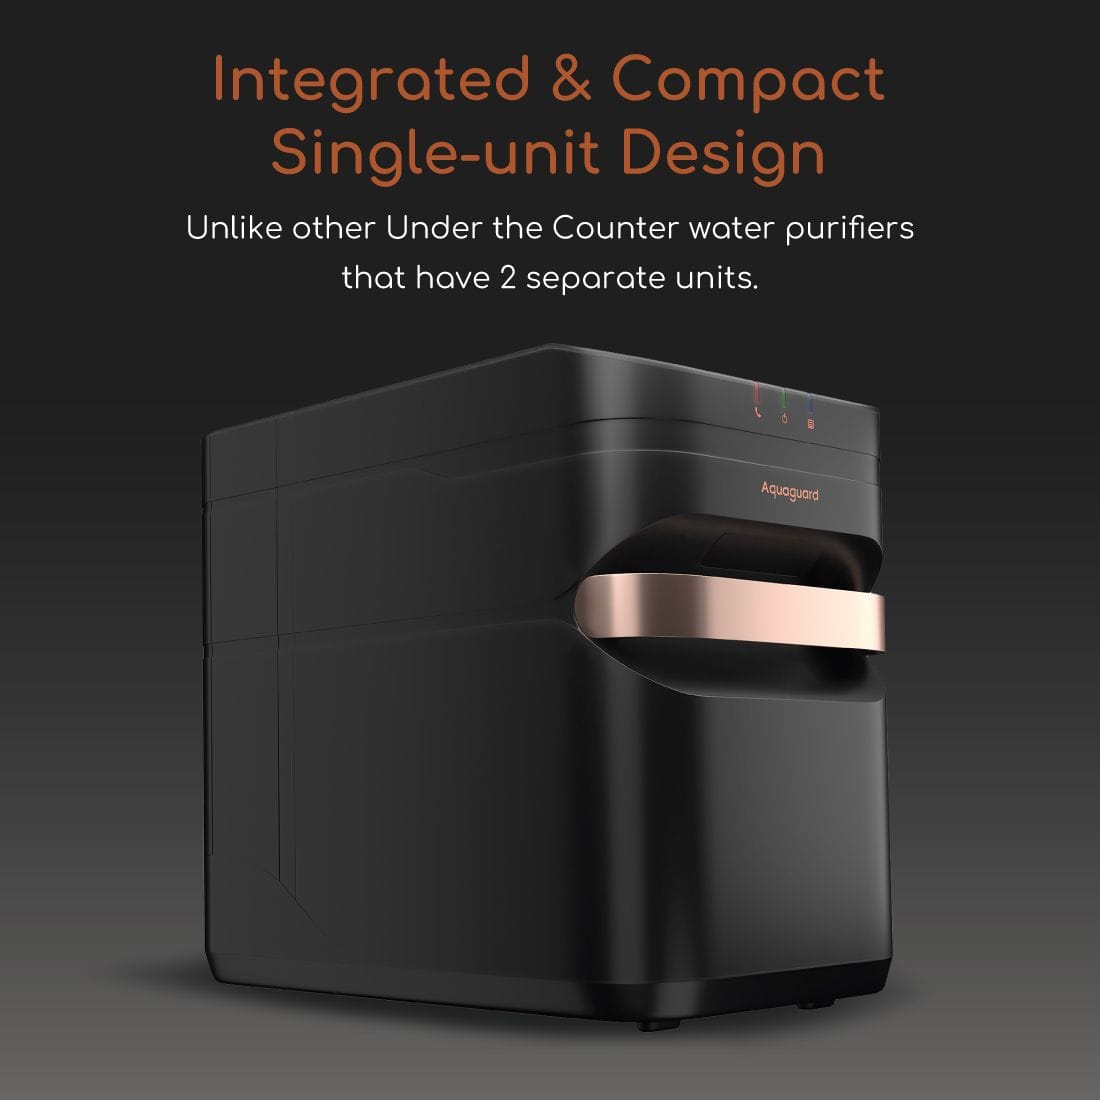 Integrated & Compact
Single-unit Design
Unlike other Under the Counter water purifiers
that have 2 separate units.
Aquaguard